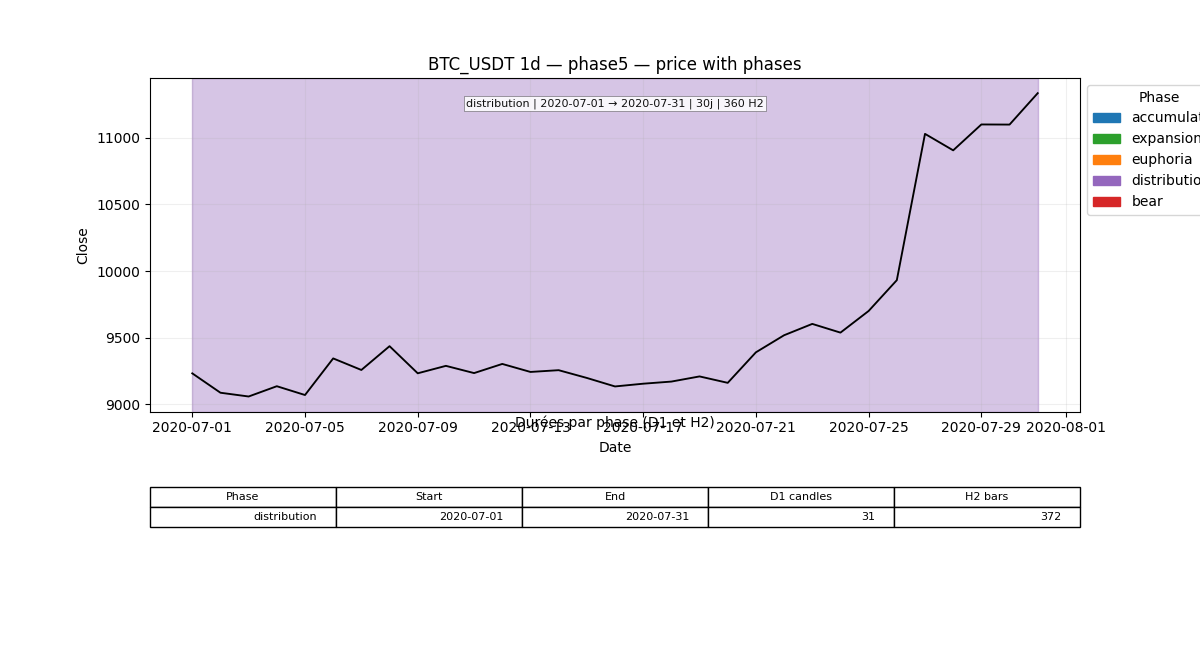 BTC_USDT 1d — phase5 — price with phases
distribution | 2020-07-01 → 2020-07-31 | 30j | 360 H2
Phase
accumulat
expansion
euphoria
distributio
bear
Close
11000
10500
10000
9500
9000
2020-07-01 2020-07-05 2020-07-09 2020-07-13 2020-07-17 2020-07-21 2020-07-25 2020-07-29 2020-08-01
Durées par phase (D1 et H2)
Date
Phase Start End D1 candles H2 bars
distribution 2020-07-01 2020-07-31 31 372